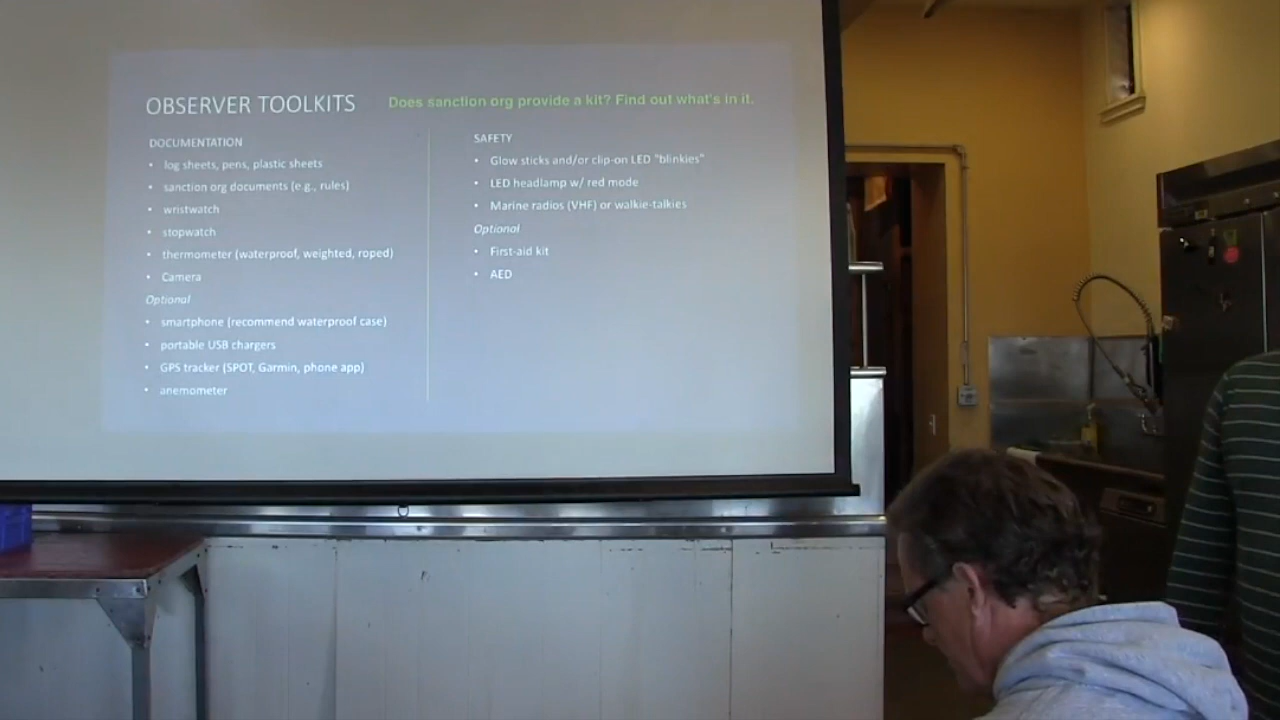 OBSERVER TOOLKITS
Does sanction org provide a kit? Find out what's in it.
DOCUMENTATION
• log sheets, pens, plastic sheets
• sanction org documents (e.g., rules)
• wristwatch
• stopwatch
• thermometer (waterproof, weighted, roped)
• Camera
Optional
• smartphone (recommend waterproof case)
• portable USB chargers
• GPS tracker (SPOT, Garmin, phone app)
• anemometer
SAFETY
• Glow sticks and/or clip-on LED "blinkies"
• LED headlamp w/ red mode
• Marine radios (VHF) or walkie-talkies
Optional
• First-aid kit
• AED